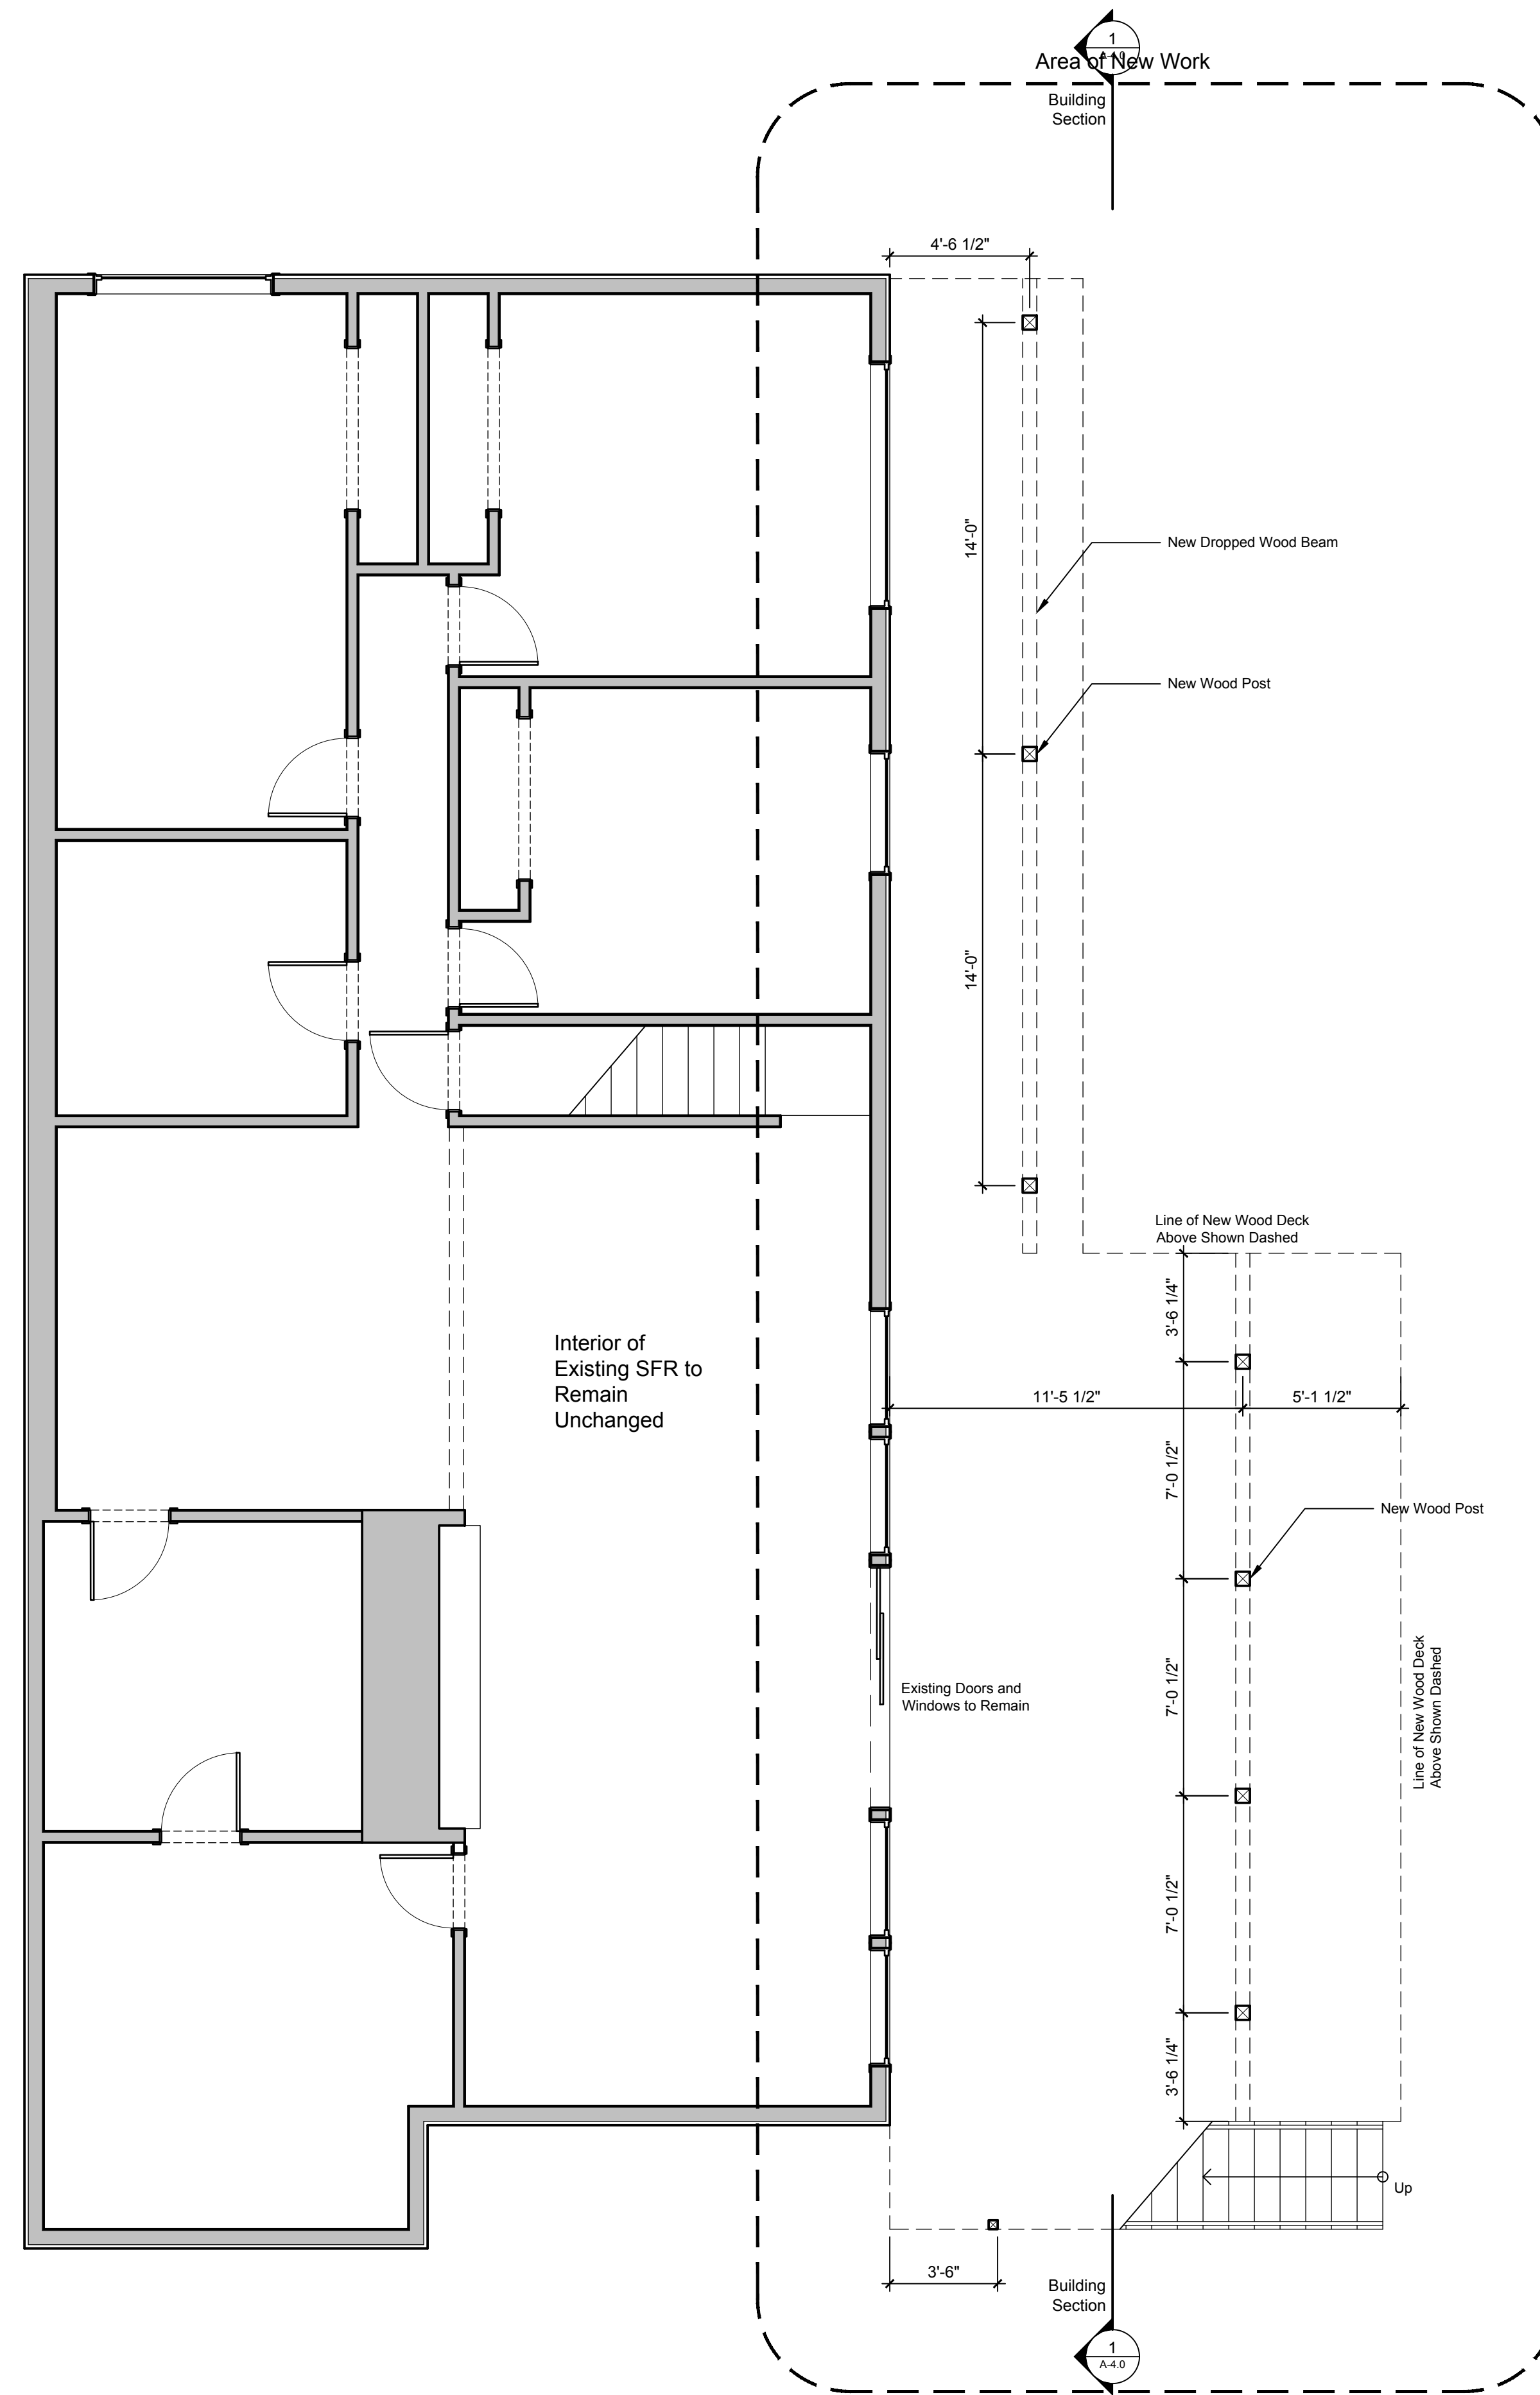 1
A-4.0
Area of New Work
Building
Section
4'-6 1/2"
14'-0"
New Dropped Wood Beam
New Wood Post
14'-0"
Line of New Wood Deck
Above Shown Dashed
3'-6 1/4"
Interior of
Existing SFR to
Remain
Unchanged
11'-5 1/2"
5'-1 1/2"
7'-0 1/2"
New Wood Post
7'-0 1/2"
Existing Doors and
Windows to Remain
Line of New Wood Deck
Above Shown Dashed
7'-0 1/2"
3'-6 1/4"
Up
3'-6"
Building
Section
1
A-4.0